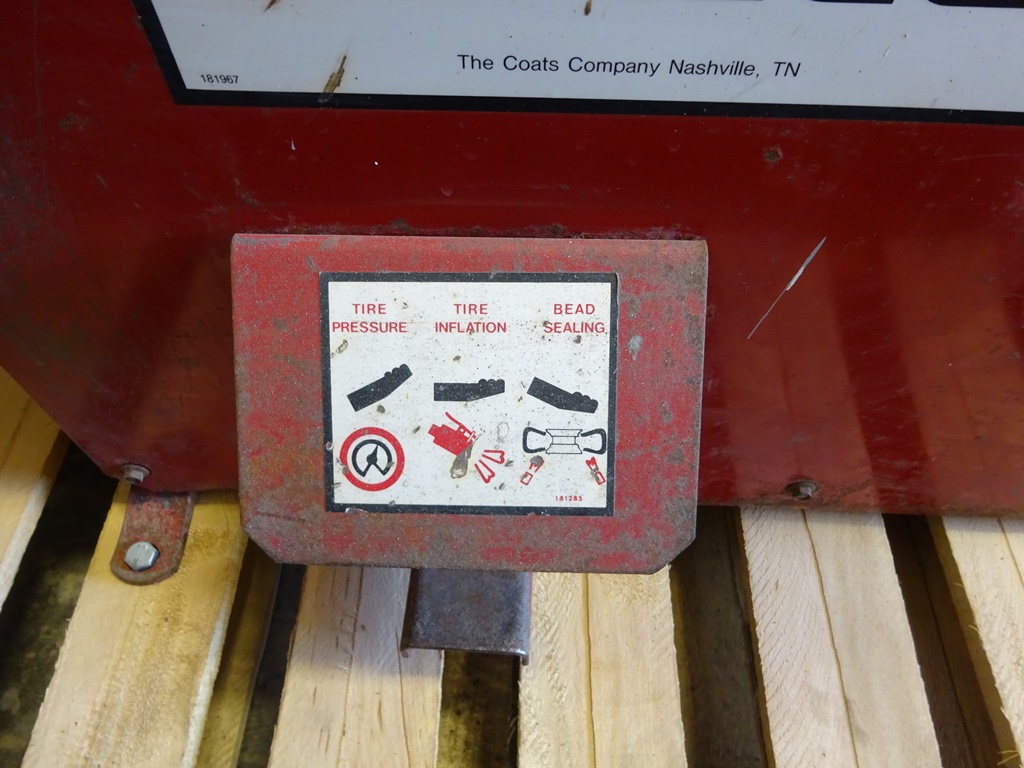 The Coats Company Nashville, TN
181967
TIRE PRESSURE
TIRE INFLATION
BEAD SEALING
181285